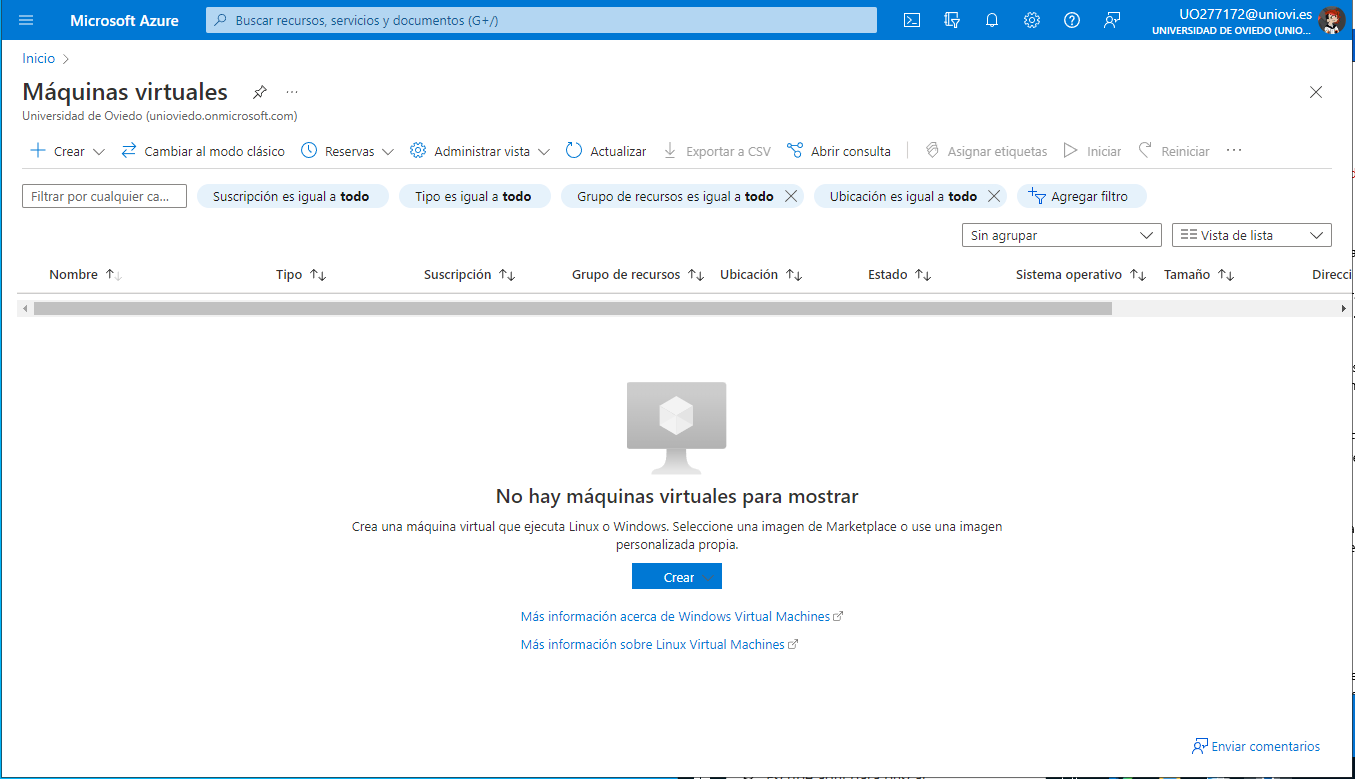 Microsoft Azure
Buscar recursos, servicios y documentos (G+/)
UO277172@uniovi.es
UNIVERSIDAD DE OVIEDO (UNIO...
Inicio
Máquinas virtuales
Universidad de Oviedo (uniovedo.onmicrosoft.com)
Crear
Cambiar al modo clásico
Reservas
Administrar vista
Actualizar
Exportar a CSV
Abrir consulta
Asignar etiquetas
Iniciar
Reiniciar
Filtrar por cualquier ca...
Suscripción es igual a todo
Tipo es igual a todo
Grupo de recursos es igual a todo
Ubicación es igual a todo
Agregar filtro
Sin agrupar
Vista de lista
Nombre
Tipo
Suscripción
Grupo de recursos
Ubicación
Estado
Sistema operativo
Tamaño
Direcci
No hay máquinas virtuales para mostrar
Crea una máquina virtual que ejecuta Linux o Windows. Seleccione una imagen de Marketplace o use una imagen
personalizada propia.
Crear
Más información acerca de Windows Virtual Machines
Más información sobre Linux Virtual Machines
Enviar comentarios